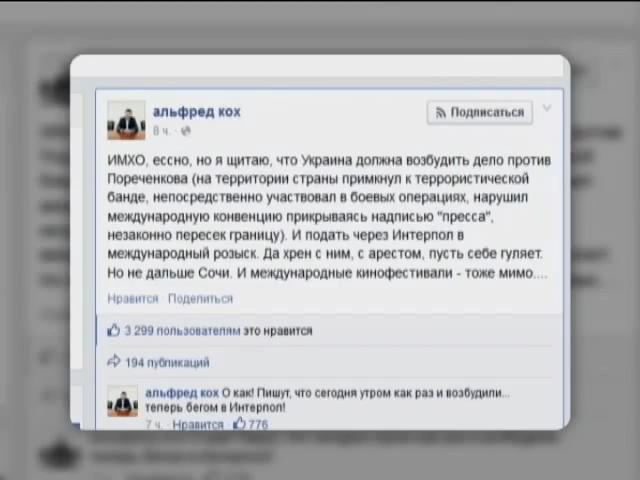 альфред кох
Подписаться
8 ч. ·
ИМХО, ессно, но я щитаю, что Украина должна возбудить дело против
Пореченкова (на территории страны примкнул к террористической
банде, непосредственно участвовал в боевых операциях, нарушил
международную конвенцию прикрываясь надписью "пресса",
незаконно пересек границу). И подать через Интерпол в
международный розыск. Да хрен с ним, с арестом, пусть себе гуляет.
Но не дальше Сочи. И международные кинофестивали - тоже мимо....
Нравится · Поделиться
3 299 пользователям это нравится
194 публикаций
альфред кох О как! Пишут, что сегодня утром как раз и возбудили...
теперь бегом в Интерпол!
7 ч. · Нравится · 776